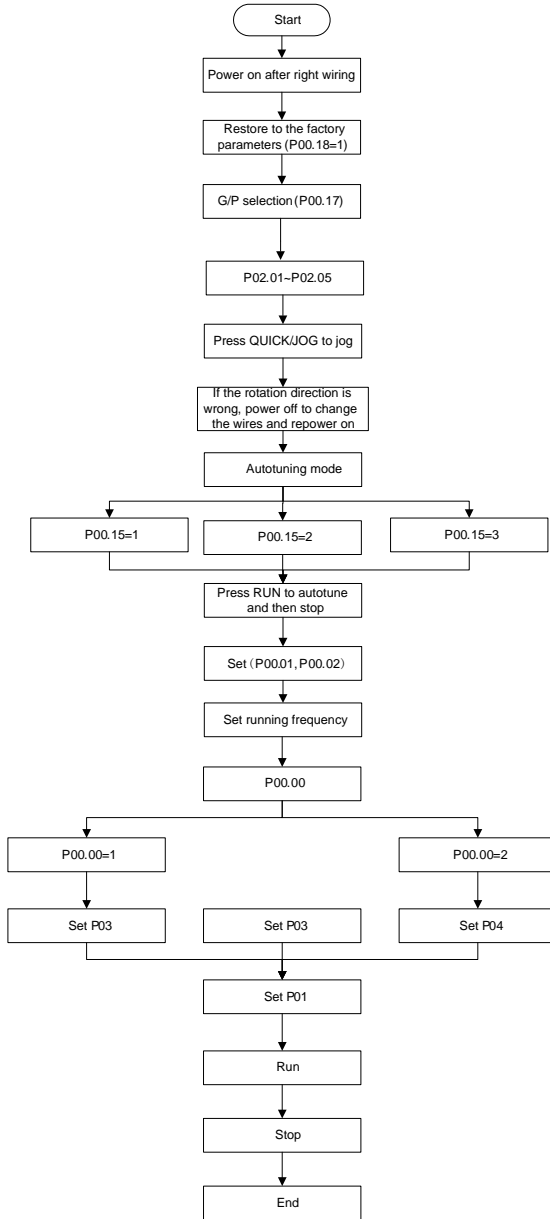 Start
Power on after right wiring
Restore to the factory
parameters (P00.18=1)
G/P selection (P00.17)
P02.01~P02.05
Press QUICK/JOG to jog
If the rotation direction is
wrong, power off to change
the wires and repower on
Autotuning mode
P00.15=1
P00.15=2
P00.15=3
Press RUN to autotune
and then stop
Set（P00.01, P00.02）
Set running frequency
P00.00
P00.00=1
P00.00=2
Set P03
Set P03
Set P04
Set P01
Run
Stop
End